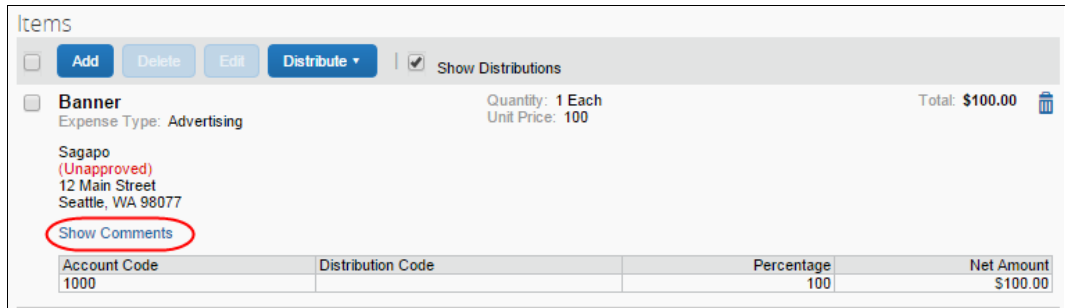 Items
Add Delete Edit Distribute Show Distributions
Banner Quantity: 1 Each Total: $100.00
Expense Type: Advertising Unit Price: 100
Sagapo
(Unapproved)
12 Main Street
Seattle, WA 98077
Show Comments
Account Code Distribution Code Percentage Net Amount
1000 100 $100.00